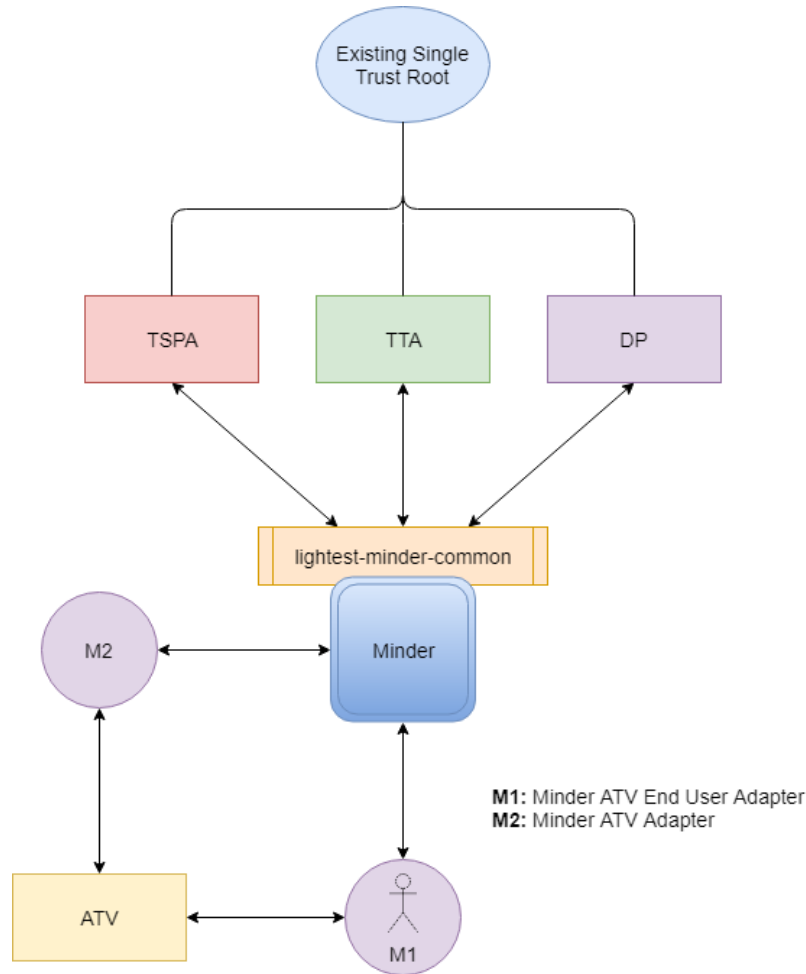 Existing Single
Trust Root
TSPA
TTA
DP
lightest-minder-common
M2
Minder
M1: Minder ATV End User Adapter
M2: Minder ATV Adapter
ATV
M1